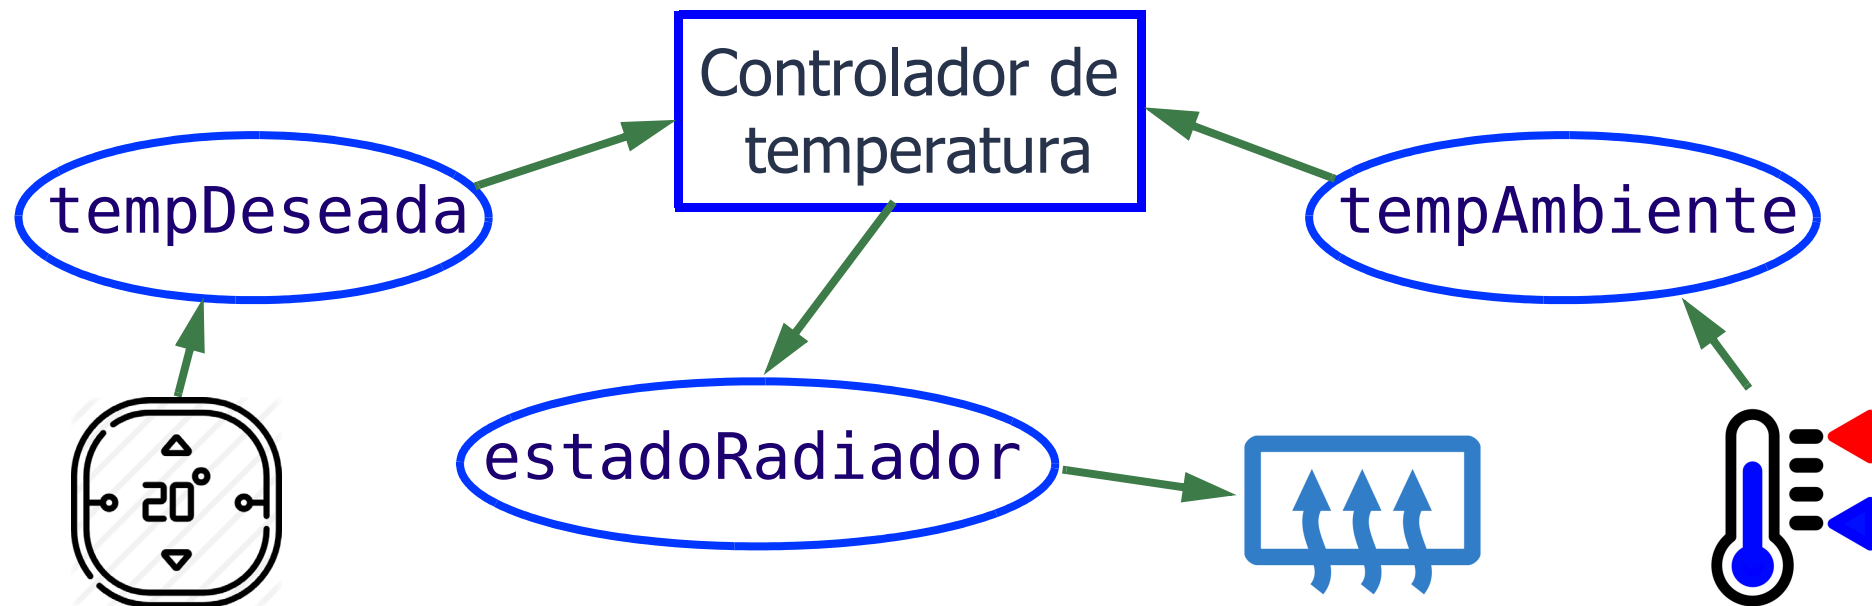 Controlador de
temperatura
tempDeseada
tempAmbiente
estadoRadiador
20°